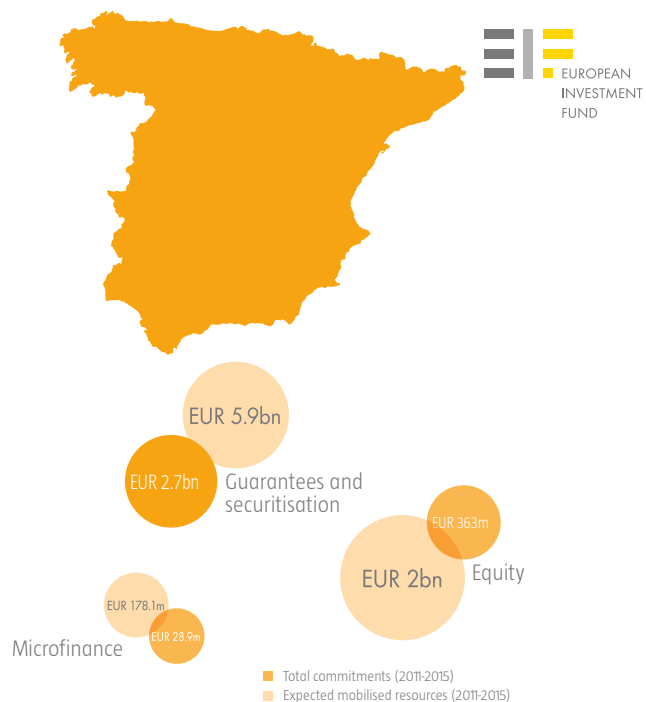 EUROPEAN
INVESTMENT
FUND
EUR 5.9bn
EUR 2.7bn
Guarantees and
securitisation
EUR 363m
EUR 2bn
Equity
EUR 178.1m
EUR 28.9m
Microfinance
Total commitments (2011-2015)
Expected mobilised resources (2011-2015)